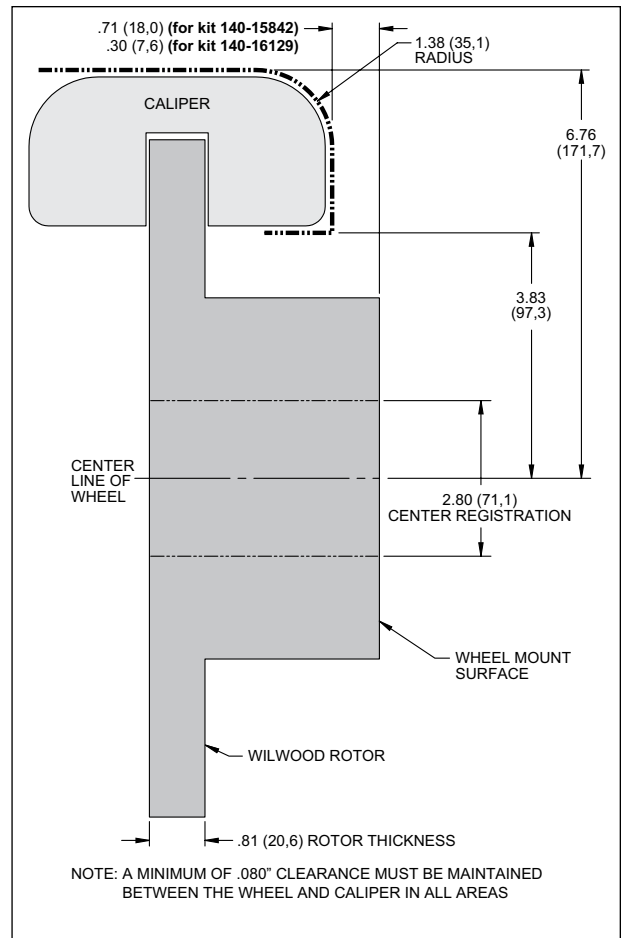 .71 (18,0) (for kit 140-15842)
.30 (7,6) (for kit 140-16129)
1.38 (35,1)
RADIUS
CALIPER
6.76
(171,7)
3.83
(97,3)
CENTER
LINE OF
WHEEL
2.80 (71,1)
CENTER REGISTRATION
WHEEL MOUNT
SURFACE
WILWOOD ROTOR
.81 (20,6) ROTOR THICKNESS
NOTE: A MINIMUM OF .080" CLEARANCE MUST BE MAINTAINED
BETWEEN THE WHEEL AND CALIPER IN ALL AREAS